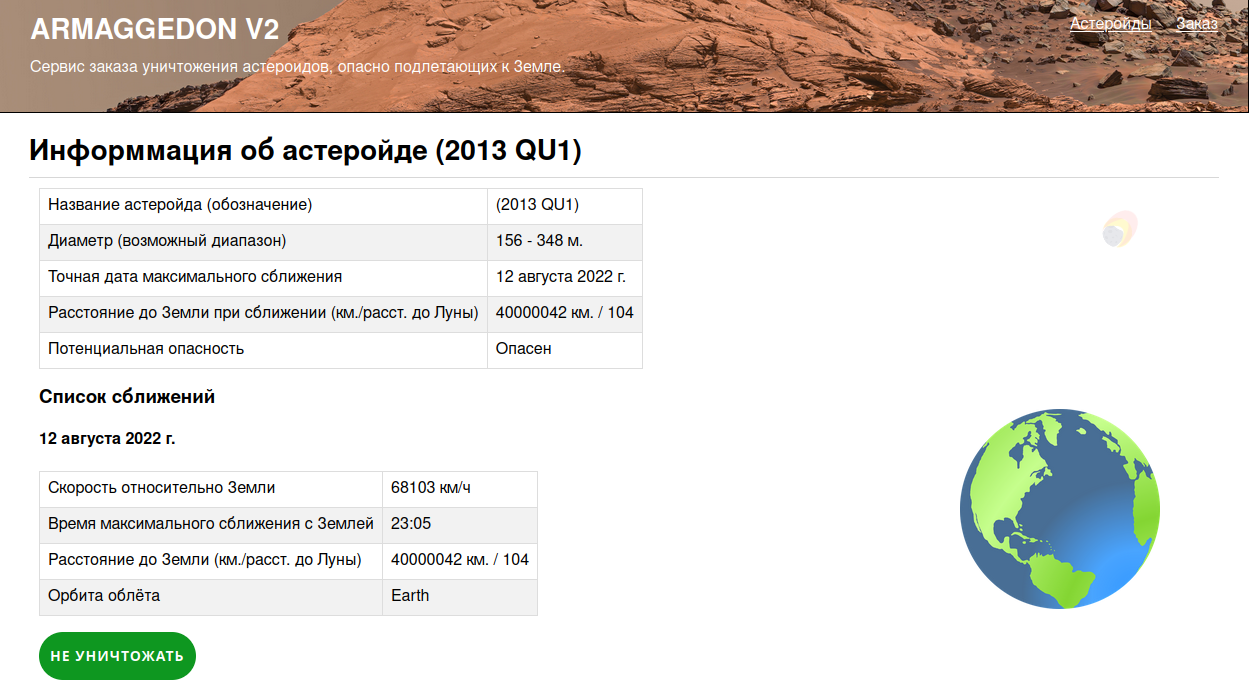 ARMAGGEDON V2
Астеройды Заказ
Сервис заказа уничтожения астероидов, опасно подлетающих к Земле.
Информмация об астеройде (2013 QU1)
Название астеройда (обозначение) (2013 QU1)
Диаметр (возможный диапазон) 156 - 348 м.
Точная дата максимального сближения 12 августа 2022 г.
Расстояние до Земли при сближении (км./расст. до Луны) 40000042 км. / 104
Потенциальная опасность Опасен
Список сближений
12 августа 2022 г.
Скорость относительно Земли 68103 км/ч
Время максимального сближения с Землей 23:05
Расстояние до Земли (км./расст. до Луны) 40000042 км. / 104
Орбита облёта Earth
НЕ УНИЧТОЖАТЬ